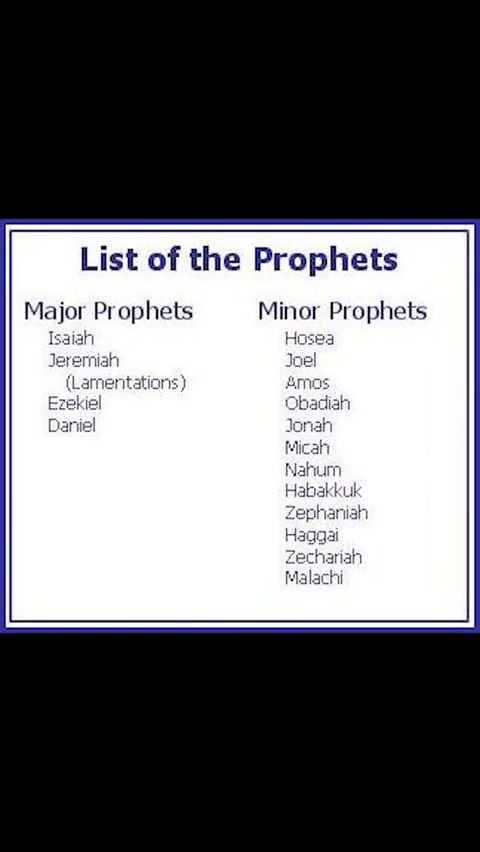 List of the Prophets
Major Prophets
Isaiah
Jeremiah
(Lamentations)
Ezekiel
Daniel
Minor Prophets
Hosea
Joel
Amos
Obadiah
Jonah
Micah
Nahum
Habakkuk
Zephaniah
Haggai
Zechariah
Malachi